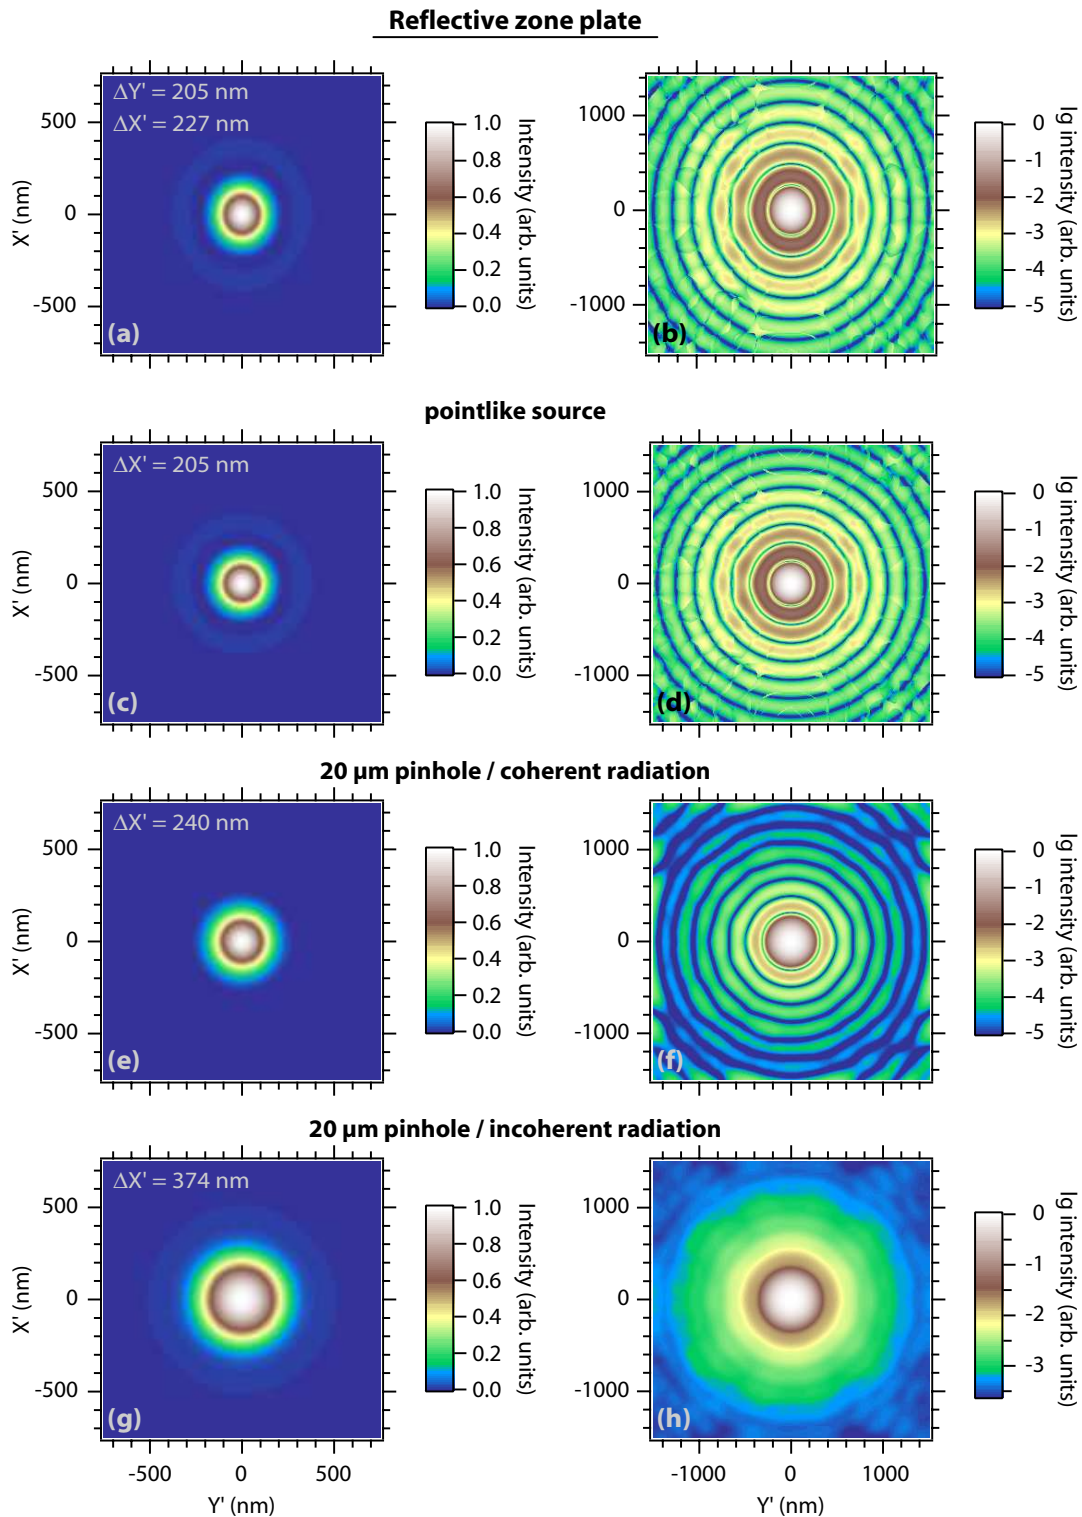 Reflective zone plate
ΔY' = 205 nm
ΔX' = 227 nm
500
0
-500
X' (nm)
(a)
1.0
0.8
0.6
0.4
0.2
0.0
Intensity (arb. units)
1000
0
-1000
(b)
0
-1
-2
-3
-4
-5
lg intensity (arb. units)
pointlike source
ΔX' = 205 nm
500
0
-500
X' (nm)
(c)
1.0
0.8
0.6
0.4
0.2
0.0
Intensity (arb. units)
1000
0
-1000
(d)
0
-1
-2
-3
-4
-5
lg intensity (arb. units)
20 µm pinhole / coherent radiation
ΔX' = 240 nm
500
0
-500
X' (nm)
(e)
1.0
0.8
0.6
0.4
0.2
0.0
Intensity (arb. units)
1000
0
-1000
(f)
0
-1
-2
-3
-4
-5
lg intensity (arb. units)
20 µm pinhole / incoherent radiation
ΔX' = 374 nm
500
0
-500
X' (nm)
(g)
1.0
0.8
0.6
0.4
0.2
0.0
Intensity (arb. units)
1000
0
-1000
(h)
0
-1
-2
-3
lg intensity (arb. units)
-500 0 500
Y' (nm)
-1000 0 1000
Y' (nm)